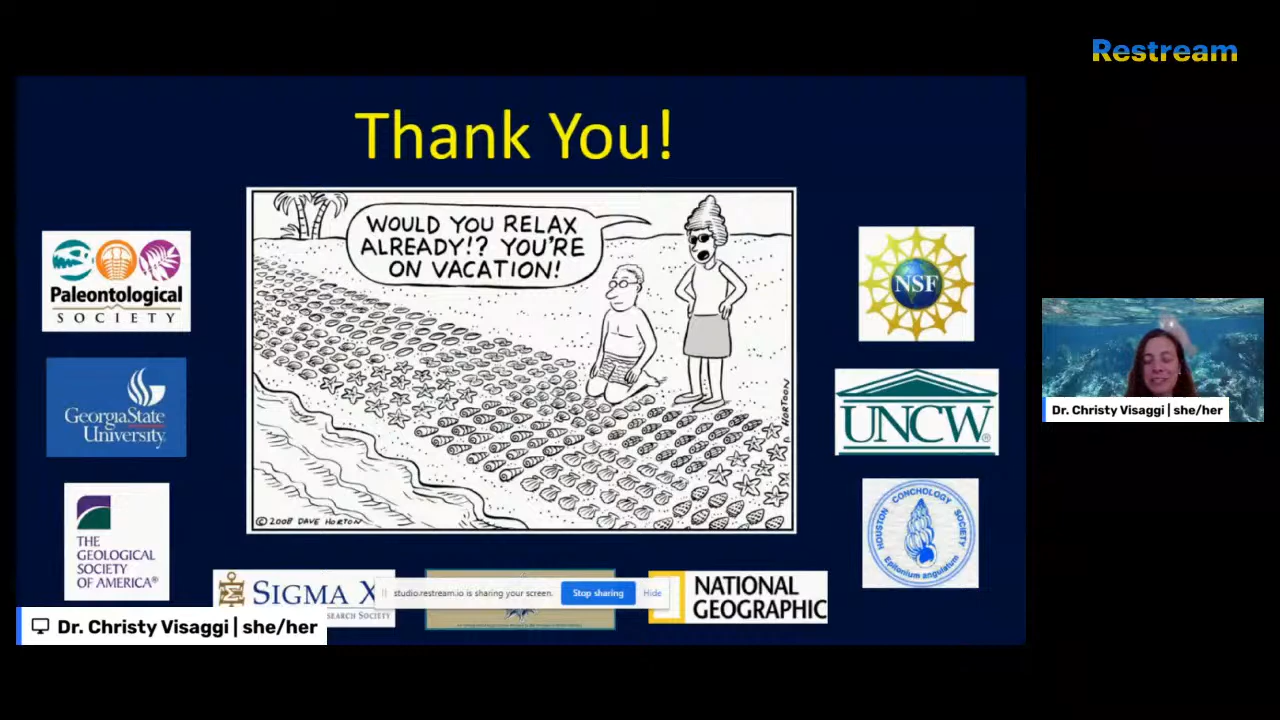 Restream
Thank You!
WOULD YOU RELAX
ALREADY!? YOU'RE
ON VACATION!
© 2008 DAVE HORTON
HORTON
Paleontological
SOCIETY
GeorgiaState
University
THE
GEOLOGICAL
SOCIETY
OF AMERICA®
NSF
UNCW®
HOUSTON CONCHOLOGY SOCIETY
Epitonium angulatum
SIGMA X
SEARCH SOCIETY
studio.restream.io is sharing your screen.
Stop sharing
Hide
NATIONAL
GEOGRAPHIC
Dr. Christy Visaggi | she/her
Dr. Christy Visaggi | she/her